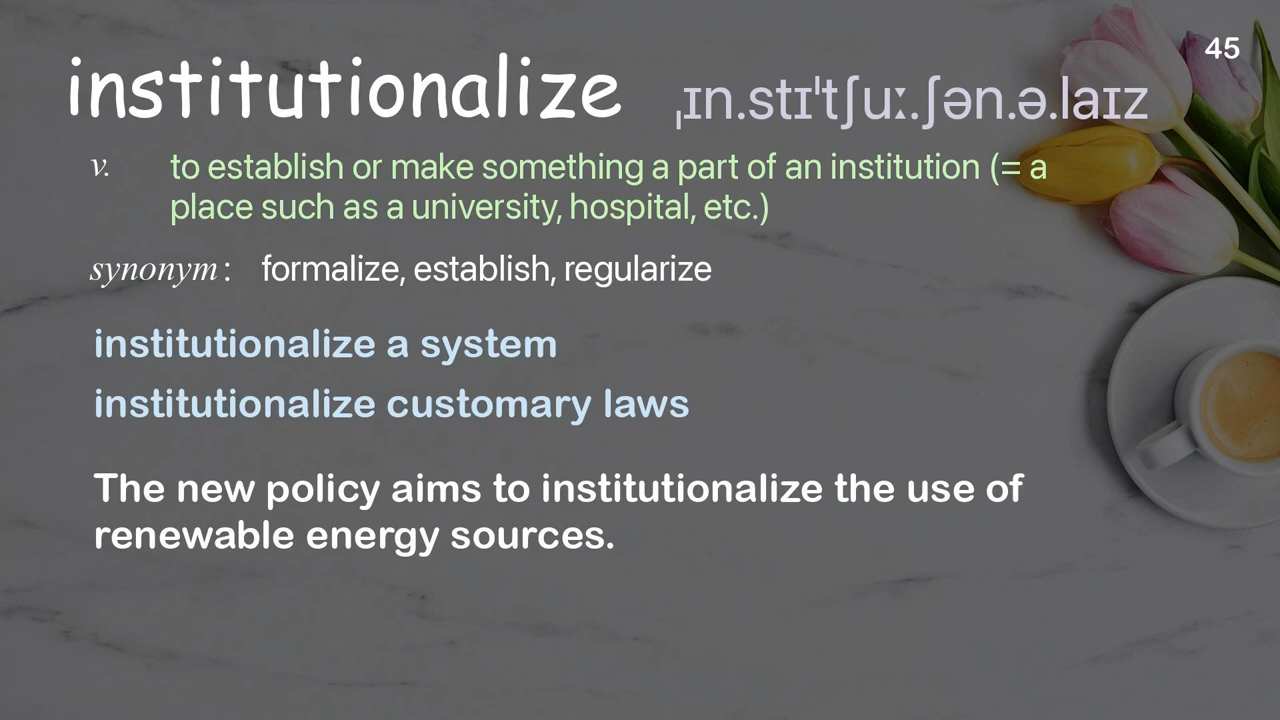 45
institutionalize ˌɪn.stɪˈtʃuː.ʃən.ə.laɪz
v. to establish or make something a part of an institution (= a
place such as a university, hospital, etc.)
synonym: formalize, establish, regularize
institutionalize a system
institutionalize customary laws
The new policy aims to institutionalize the use of
renewable energy sources.